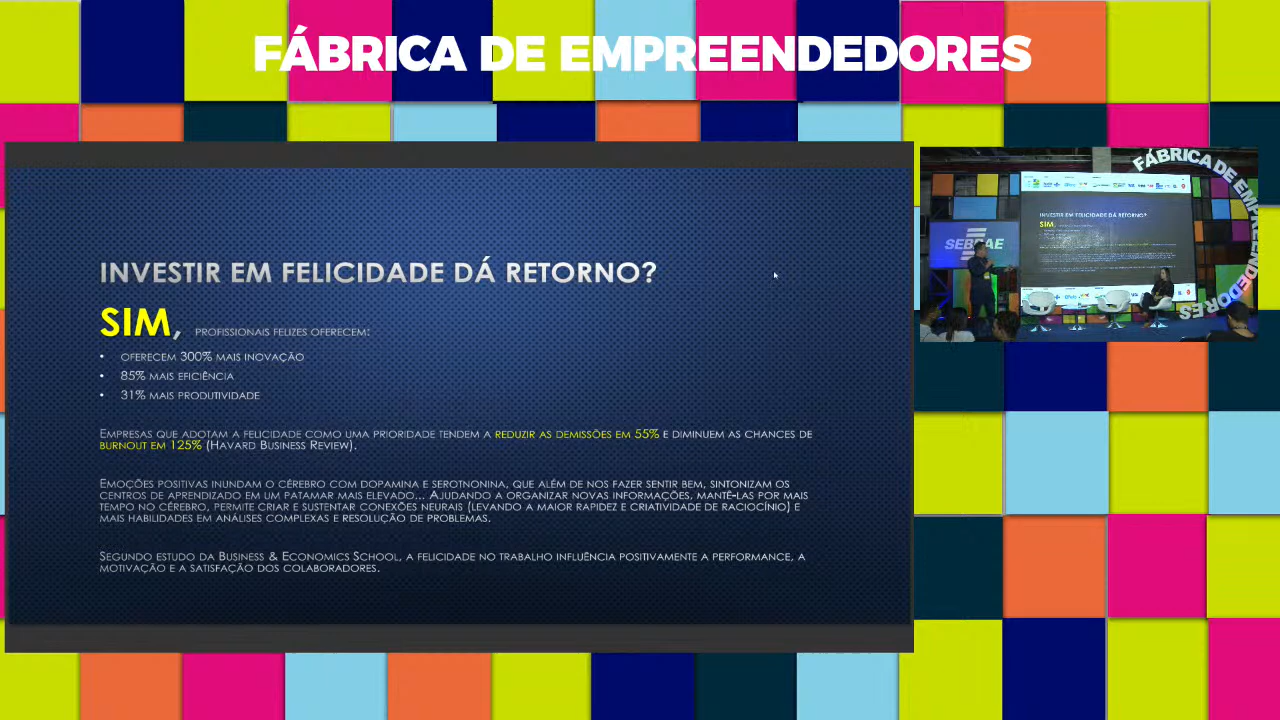 FÁBRICA DE EMPREENDEDORES
INVESTIR EM FELICIDADE DÁ RETORNO?
SIM, PROFISSIONAIS FELIZES OFERECEM:
• OFERECEM 300% MAIS INOVAÇÃO
• 85% MAIS EFICIÊNCIA
• 31% MAIS PRODUTIVIDADE
EMPRESAS QUE ADOTAM A FELICIDADE COMO UMA PRIORIDADE TENDEM A REDUZIR AS DEMISSÕES EM 55% E DIMINUEM AS CHANCES DE
BURNOUT EM 125% (HAVARD BUSINESS REVIEW).
EMOÇÕES POSITIVAS INUNDAM O CÉREBRO COM DOPAMINA E SEROTNONINA, QUE ALÉM DE NOS FAZER SENTIR BEM, SINTONIZAM OS
CENTROS DE APRENDIZADO EM UM PATAMAR MAIS ELEVADO... AJUDANDO A ORGANIZAR NOVAS INFORMAÇÕES, MANTÊ-LAS POR MAIS
TEMPO NO CÉREBRO, PERMITE CRIAR E SUSTENTAR CONEXÕES NEURAIS (LEVANDO A MAIOR RAPIDEZ E CRIATIVIDADE DE RACIOCÍNIO) E
MAIS HABILIDADES EM ANÁLISES COMPLEXAS E RESOLUÇÃO DE PROBLEMAS.
SEGUNDO ESTUDO DA BUSINESS & ECONOMICS SCHOOL, A FELICIDADE NO TRABALHO INFLUÊNCIA POSITIVAMENTE A PERFORMANCE, A
MOTIVAÇÃO E A SATISFAÇÃO DOS COLABORADORES.
FÁBRICA DE EMPREENDEDORES
INVESTIR EM FELICIDADE DÁ RETORNO?
SIM,
SEBRAE